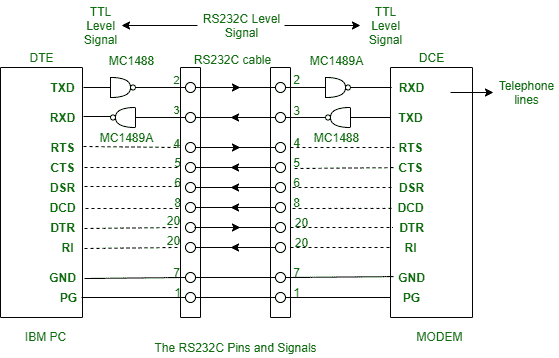 TTL Level Signal
RS232C Level Signal
TTL Level Signal
DTE
MC1488
RS232C cable
MC1489A
DCE
TXD 2 2 RXD
Telephone lines
RXD 3 3 TXD
MC1489A
MC1488
RTS 4 4 RTS
CTS 5 5 CTS
DSR 6 6 DSR
DCD 8 8 DCD
DTR 20 20 DTR
RI 20 20 RI
GND 7 7 GND
PG 1 1 PG
IBM PC
MODEM
The RS232C Pins and Signals